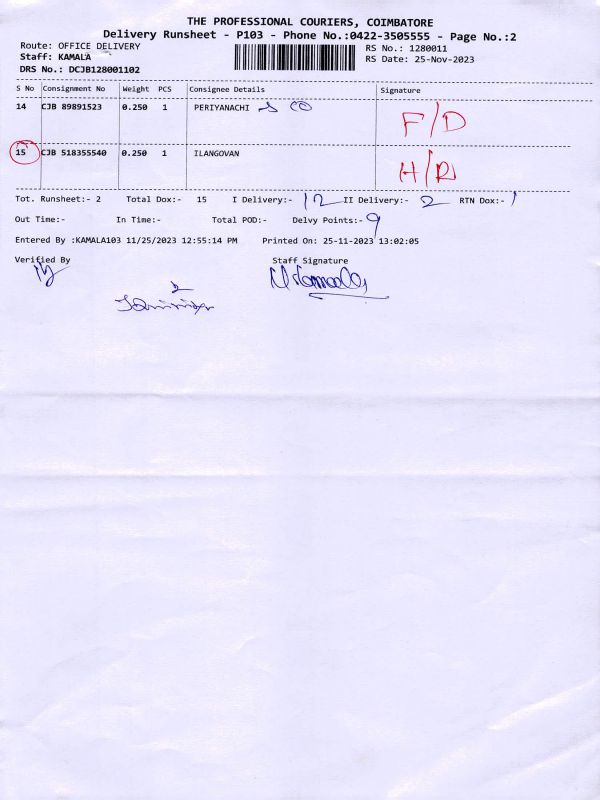 THE PROFESSIONAL COURIERS, COIMBATORE
Delivery Runsheet - P103 - Phone No.:0422-3505555 - Page No.:2
Route: OFFICE DELIVERY
Staff: KAMALA
DRS No.: DCJB128001102
RS No.: 1280011
RS Date: 25-Nov-2023
S No Consignment No Weight PCS Consignee Details Signature
14 CJB 89891523 0.250 1 PERIYANACHI F/D
15 CJB 518355540 0.250 1 ILANGOVAN H/R
Tot. Runsheet:- 2 Total Dox:- 15 I Delivery:- 12 II Delivery:- 2 RTN Dox:- 1
Out Time:- In Time:- Total POD:- Delvy Points:- 9
Entered By :KAMALA103 11/25/2023 12:55:14 PM Printed On: 25-11-2023 13:02:05
Verified By Staff Signature